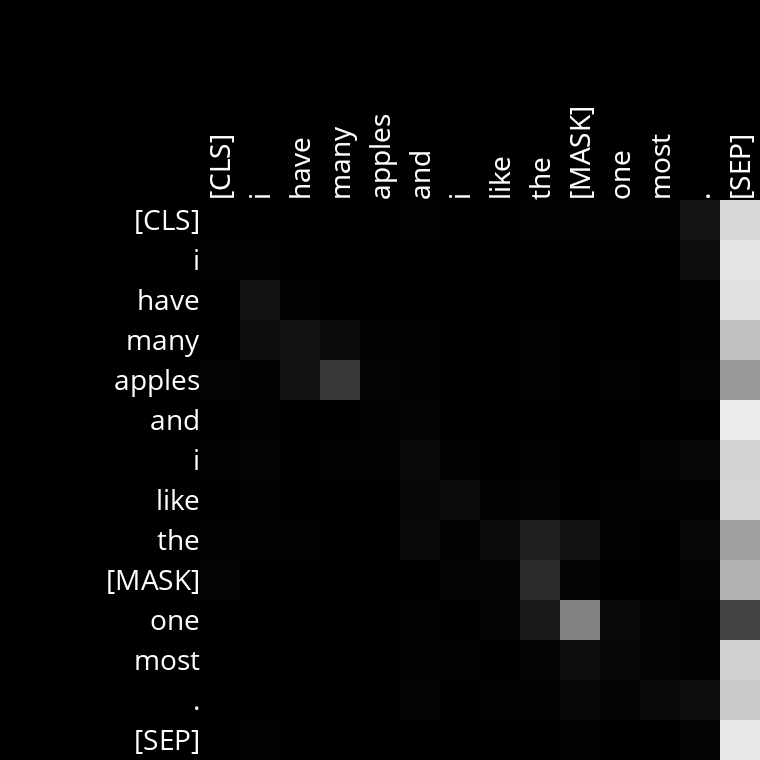 [CLS] i have many apples and i like the [MASK] one most . [SEP]
[CLS]
i
have
many
apples
and
i
like
the
[MASK]
one
most
.
[SEP]